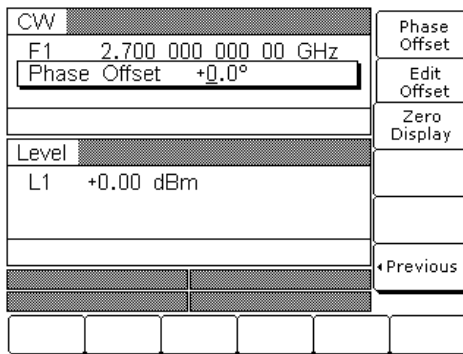 CW
F1 2.700 000 000 00 GHz
Phase Offset +0.0°
Level
L1 +0.00 dBm
Phase
Offset
Edit
Offset
Zero
Display
Previous